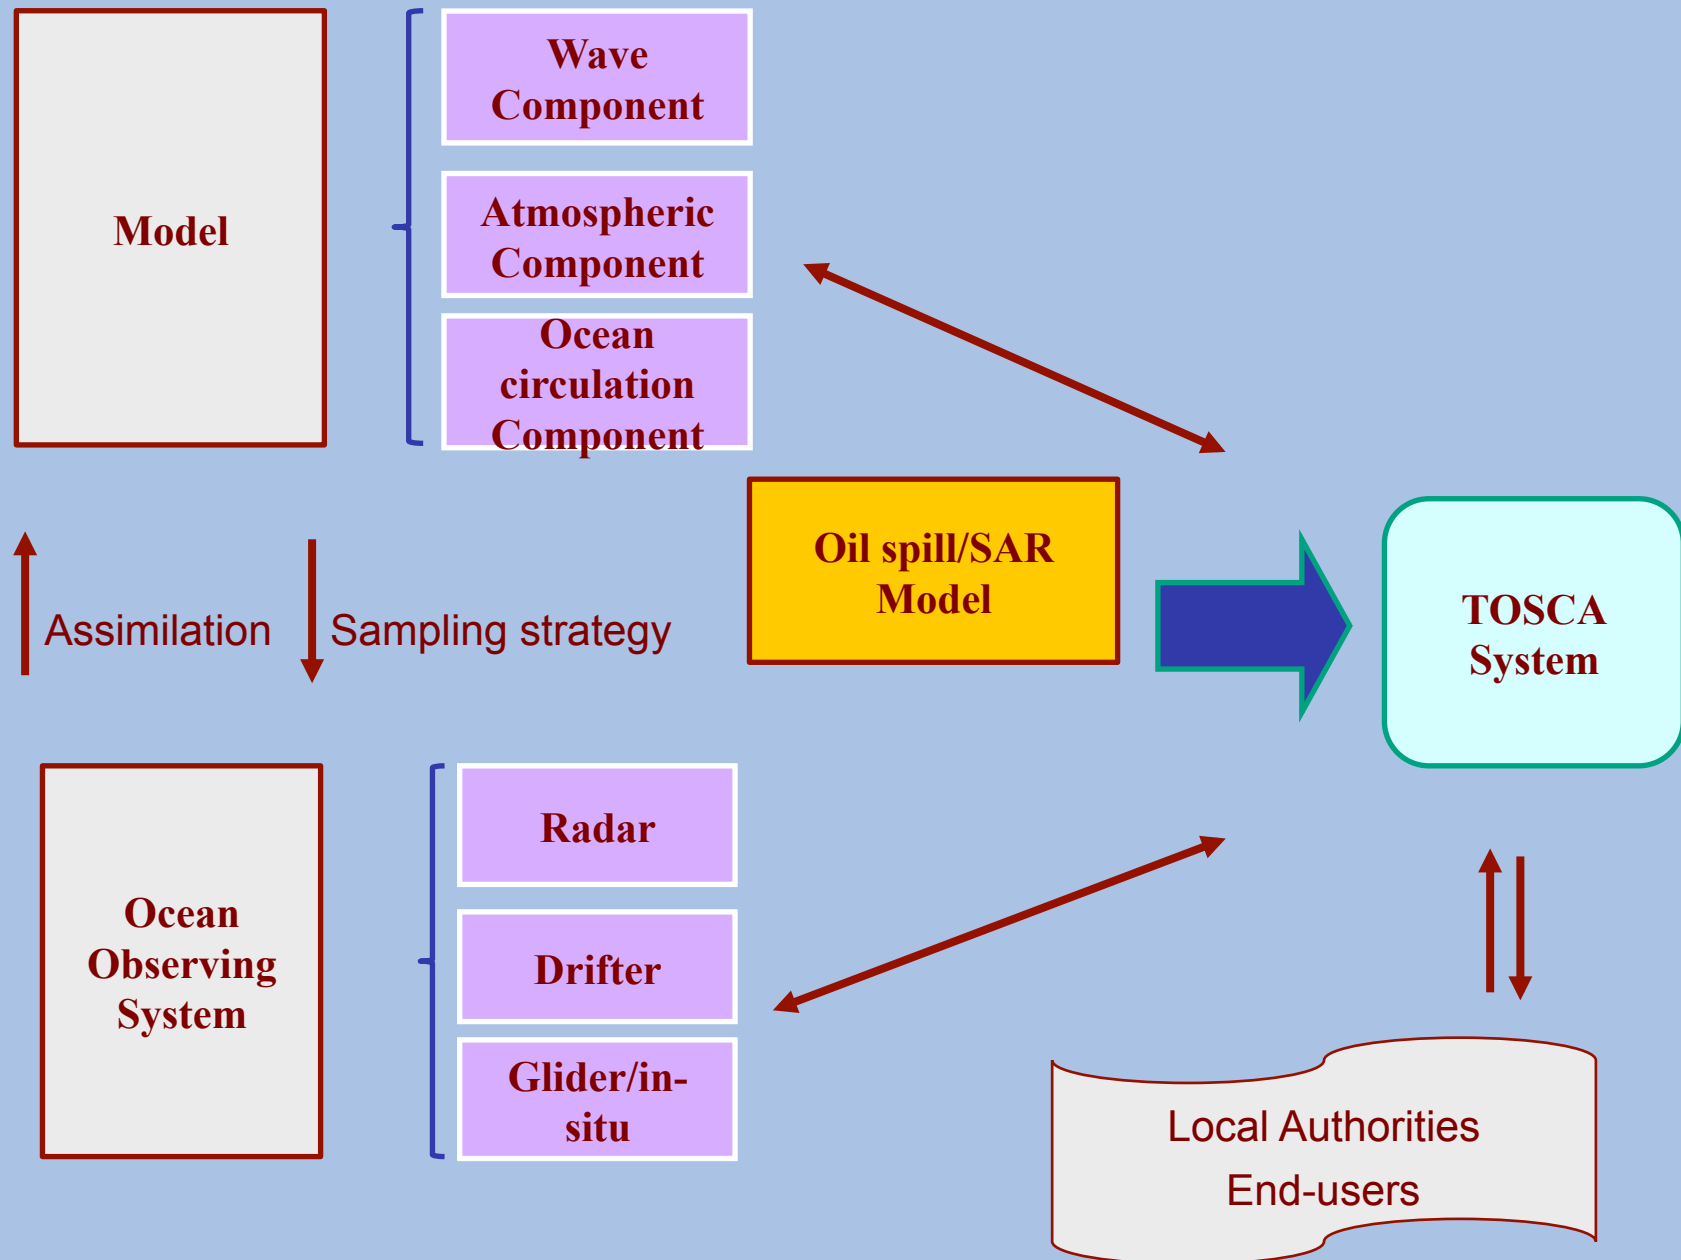 Model
Wave
Component
Atmospheric
Component
Ocean
circulation
Component
Assimilation
Sampling strategy
Oil spill/SAR
Model
TOSCA
System
Ocean
Observing
System
Radar
Drifter
Glider/in-
situ
Local Authorities
End-users